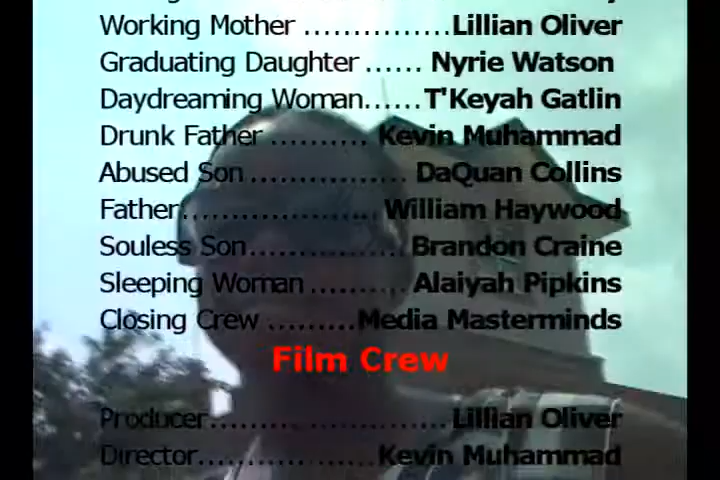 Working Mother ...............Lillian Oliver
Graduating Daughter ...... Nyrie Watson
Daydreaming Woman......T'Keyah Gatlin
Drunk Father .......... Kevin Muhammad
Abused Son ................ DaQuan Collins
Father...................... William Haywood
Souless Son................Brandon Craine
Sleeping Woman ..........Alaiyah Pipkins
Closing Crew .........Media Masterminds
Film Crew
Producer........................Lillian Oliver
Director..................Kevin Muhammad